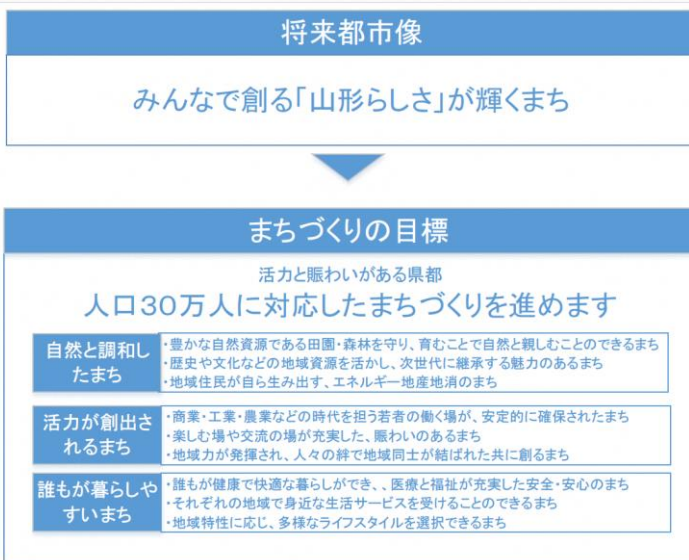 将来都市像
みんなで創る「山形らしさ」が輝くまち
まちづくりの目標
活力と賑わいがある県都
人口30万人に対応したまちづくりを進めます
自然と調和し
たまち
・豊かな自然資源である田園・森林を守り、育むことで自然と親しむことのできるまち
・歴史や文化などの地域資源を活かし、次世代に継承する魅力のあるまち
・地域住民が自ら生み出す、エネルギー地産地消のまち
活力が創出さ
れるまち
・商業・工業・農業などの時代を担う若者の働く場が、安定的に確保されたまち
・楽しむ場や交流の場が充実した、賑わいのあるまち
・地域力が発揮され、人々の絆で地域同士が結ばれた共に創るまち
誰もが暮らしや
すいまち
・誰もが健康で快適な暮らしができ、、医療と福祉が充実した安全・安心のまち
・それぞれの地域で身近な生活サービスを受けることのできるまち
・地域特性に応じ、多様なライフスタイルを選択できるまち